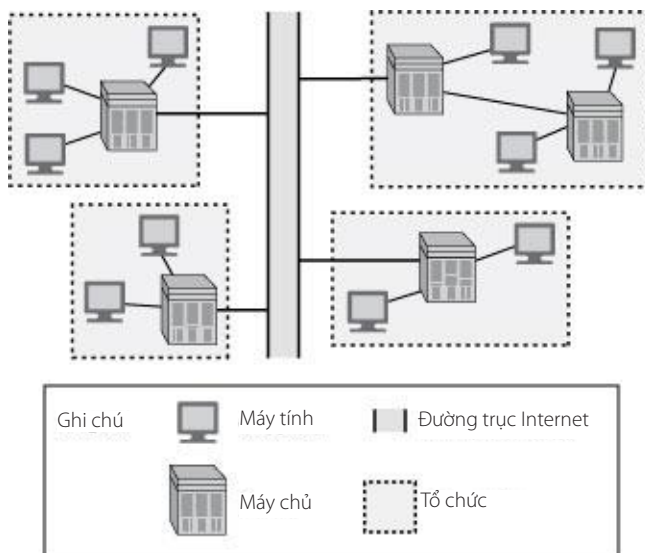 Ghi chú
Máy tính
Đường trục Internet
Máy chủ
Tổ chức